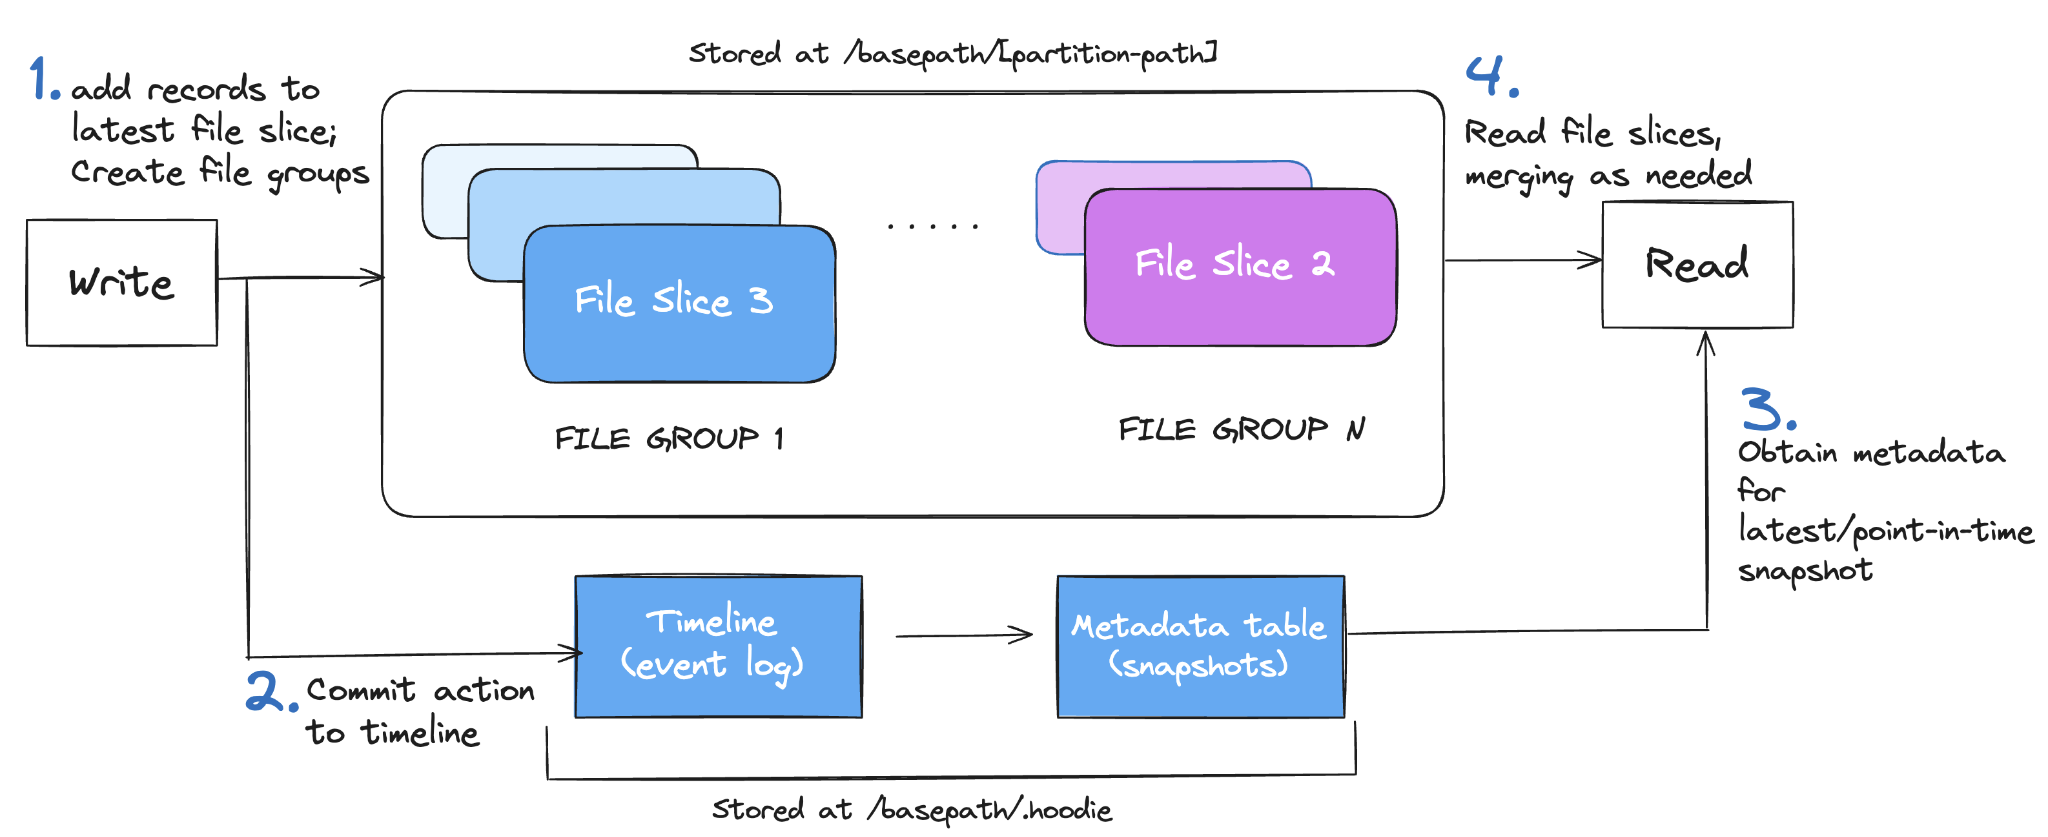 Stored at /basepath/[partition-path]
1. add records to
latest file slice;
Create file groups
Write
File Slice 3
. . . . .
File Slice 2
FILE GROUP 1
FILE GROUP N
4.
Read file slices,
merging as needed
Read
3.
Obtain metadata
for
latest/point-in-time
snapshot
2. Commit action
to timeline
Timeline
(event log)
Metadata table
(snapshots)
Stored at /basepath/.hoodie